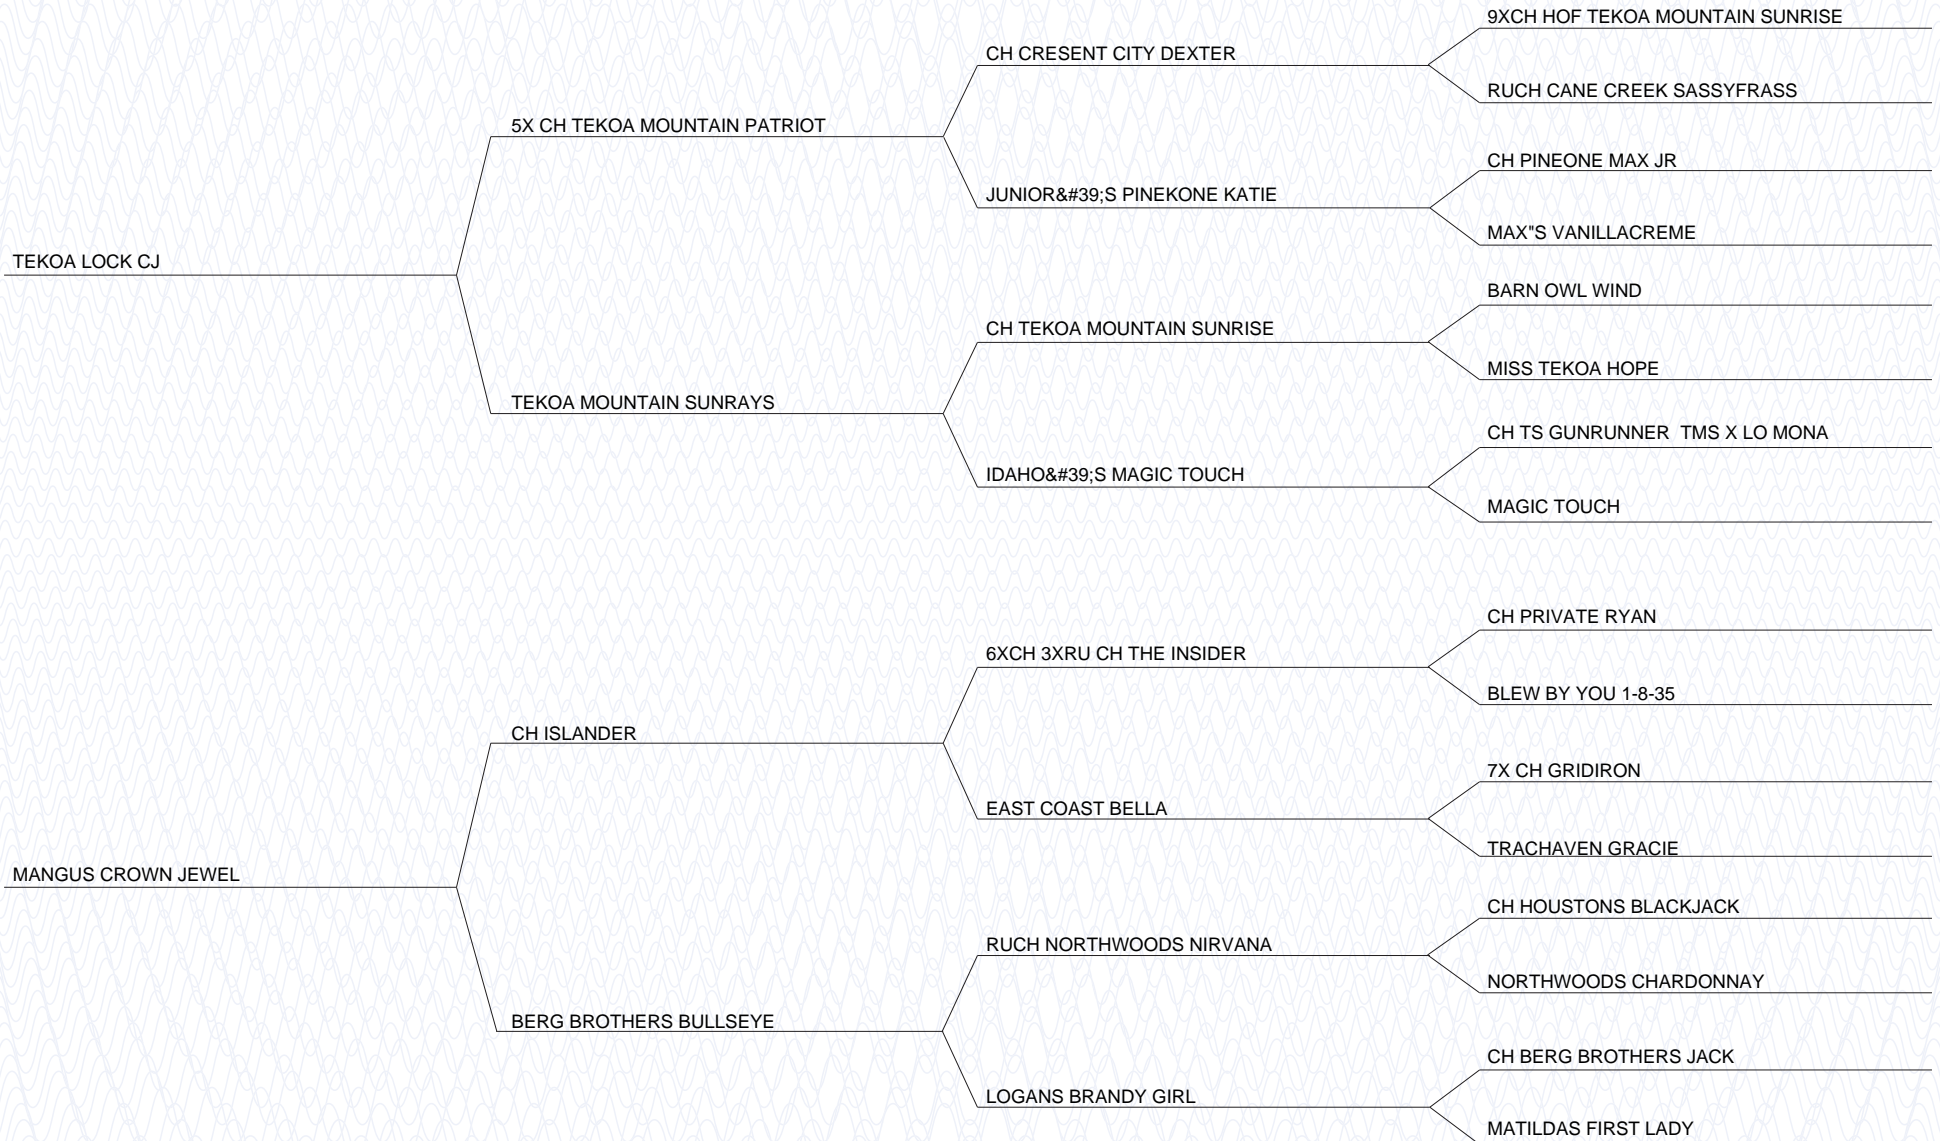 9XCH HOF TEKOA MOUNTAIN SUNRISE
CH CRESENT CITY DEXTER
RUCH CANE CREEK SASSYFRASS
5X CH TEKOA MOUNTAIN PATRIOT
CH PINEONE MAX JR
JUNIOR&#39;S PINEKONE KATIE
MAX"S VANILLACREME
TEKOA LOCK CJ
BARN OWL WIND
CH TEKOA MOUNTAIN SUNRISE
MISS TEKOA HOPE
TEKOA MOUNTAIN SUNRAYS
CH TS GUNRUNNER  TMS X LO MONA
IDAHO&#39;S MAGIC TOUCH
MAGIC TOUCH
CH PRIVATE RYAN
6XCH 3XRU CH THE INSIDER
BLEW BY YOU 1-8-35
CH ISLANDER
7X CH GRIDIRON
EAST COAST BELLA
TRACHAVEN GRACIE
MANGUS CROWN JEWEL
CH HOUSTONS BLACKJACK
RUCH NORTHWOODS NIRVANA
NORTHWOODS CHARDONNAY
BERG BROTHERS BULLSEYE
CH BERG BROTHERS JACK
LOGANS BRANDY GIRL
MATILDAS FIRST LADY